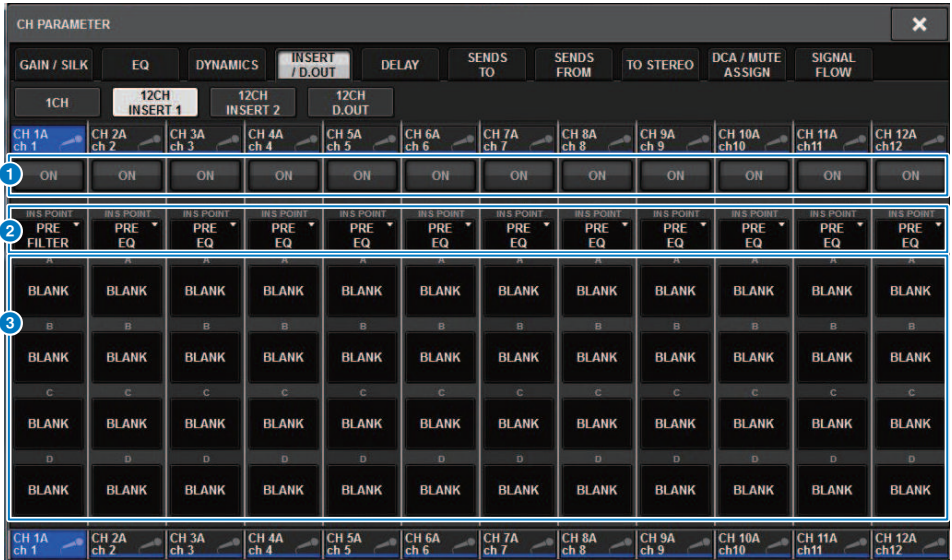 CH PARAMETER
GAIN / SILK EQ DYNAMICS INSERT / D.OUT DELAY SENDS TO SENDS FROM TO STEREO DCA / MUTE ASSIGN SIGNAL FLOW
1CH 12CH INSERT 1 12CH INSERT 2 12CH D.OUT
CH 1A CH 2A CH 3A CH 4A CH 5A CH 6A CH 7A CH 8A CH 9A CH 10A CH 11A CH 12A
ch 1 ch 2 ch 3 ch 4 ch 5 ch 6 ch 7 ch 8 ch 9 ch10 ch11 ch12
1 ON ON ON ON ON ON ON ON ON ON ON ON
INS POINT INS POINT INS POINT INS POINT INS POINT INS POINT INS POINT INS POINT INS POINT INS POINT INS POINT INS POINT
2 PRE PRE PRE PRE PRE PRE PRE PRE PRE PRE PRE PRE
FILTER EQ EQ EQ EQ EQ EQ EQ EQ EQ EQ EQ
A A A A A A A A A A A A
BLANK BLANK BLANK BLANK BLANK BLANK BLANK BLANK BLANK BLANK BLANK BLANK
3 B B B B B B B B B B B B
BLANK BLANK BLANK BLANK BLANK BLANK BLANK BLANK BLANK BLANK BLANK BLANK
C C C C C C C C C C C C
BLANK BLANK BLANK BLANK BLANK BLANK BLANK BLANK BLANK BLANK BLANK BLANK
D D D D D D D D D D D D
BLANK BLANK BLANK BLANK BLANK BLANK BLANK BLANK BLANK BLANK BLANK BLANK
CH 1A CH 2A CH 3A CH 4A CH 5A CH 6A CH 7A CH 8A CH 9A CH 10A CH 11A CH 12A
ch 1 ch 2 ch 3 ch 4 ch 5 ch 6 ch 7 ch 8 ch 9 ch10 ch11 ch12